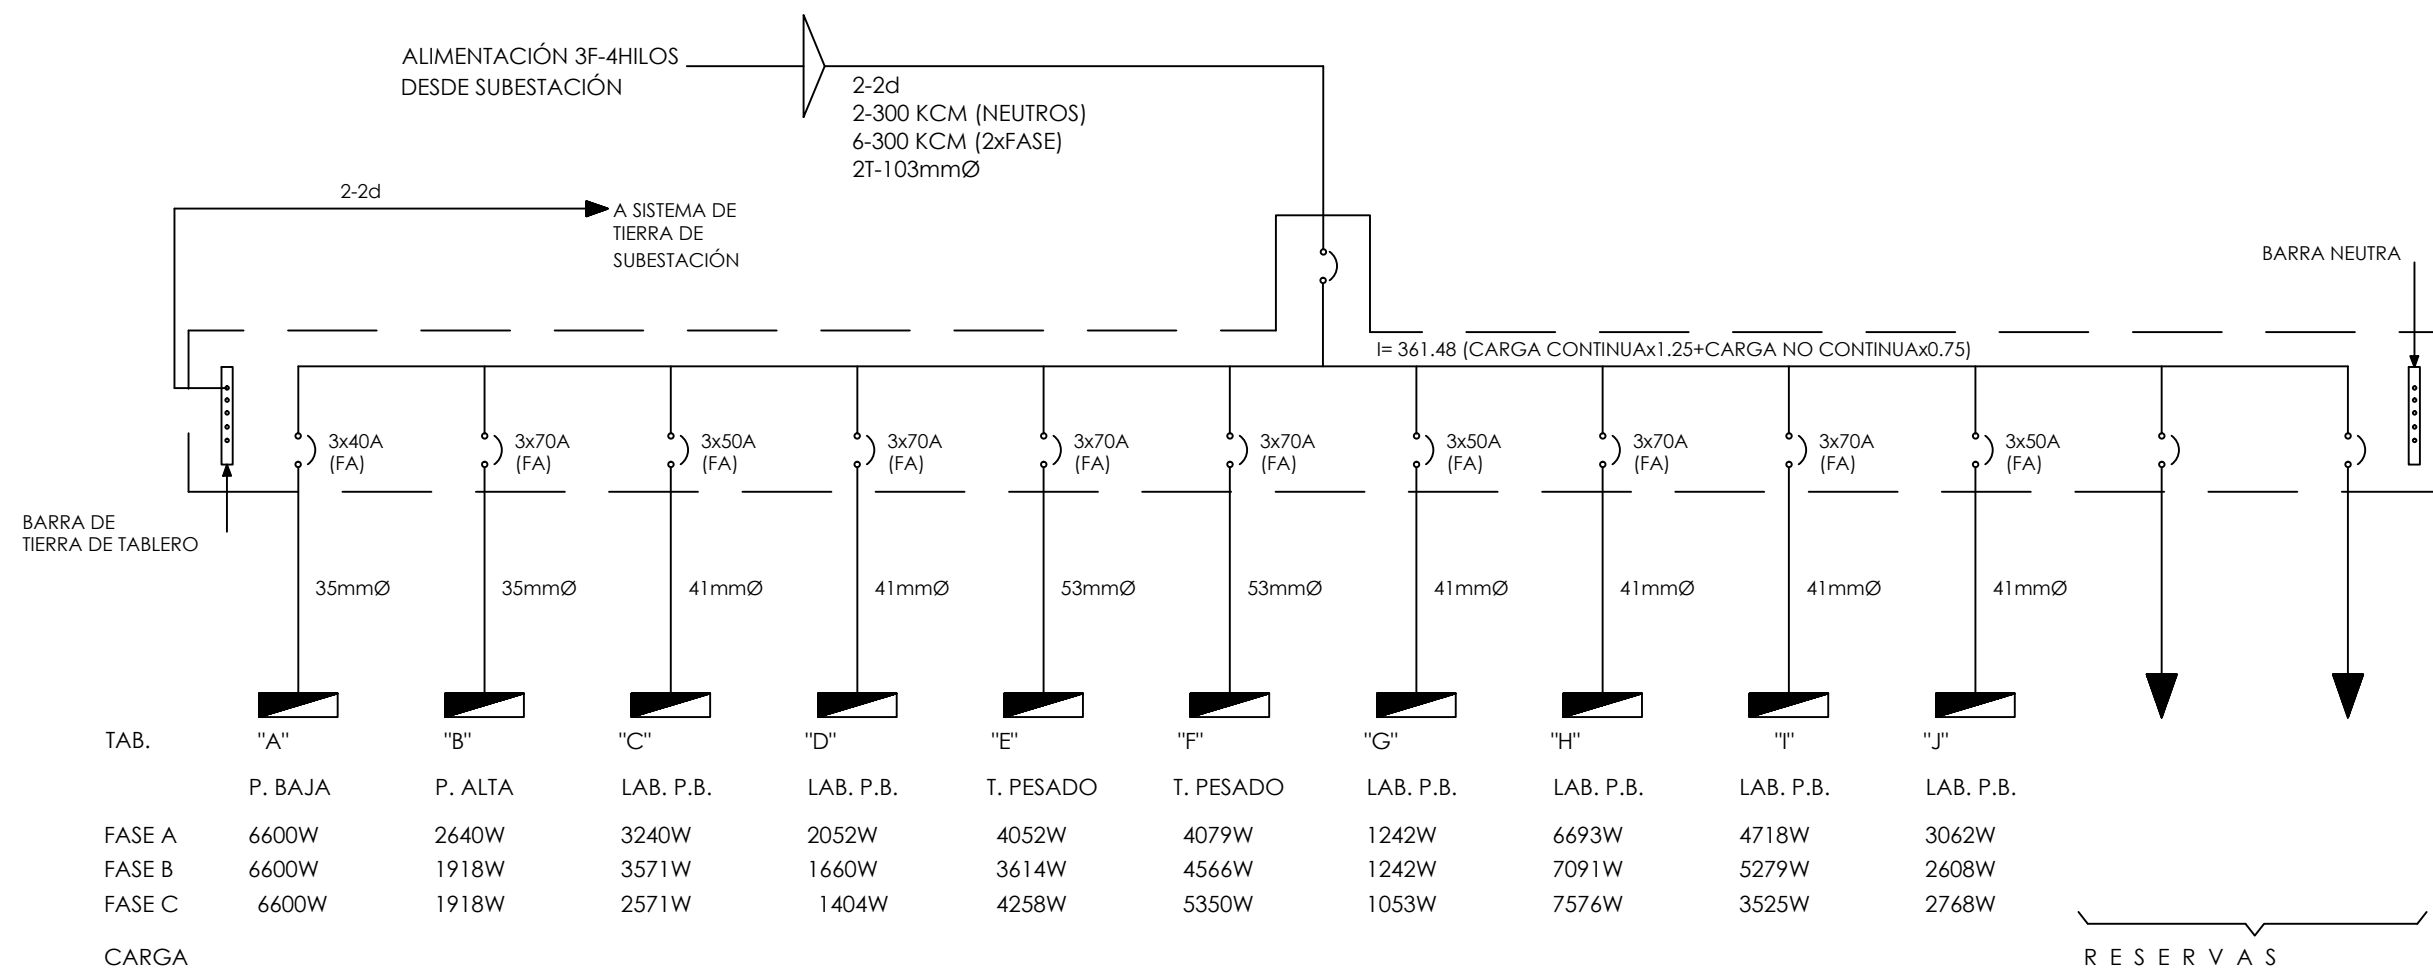 ALIMENTACIÓN 3F-4HILOS
DESDE SUBESTACIÓN
2-2d
2-300 KCM (NEUTROS)
6-300 KCM (2xFASE)
2T-103mmØ
2-2d
A SISTEMA DE
TIERRA DE
SUBESTACIÓN
BARRA NEUTRA
I= 361.48 (CARGA CONTINUAx1.25+CARGA NO CONTINUAx0.75)
3x40A
(FA)
3x70A
(FA)
3x50A
(FA)
3x70A
(FA)
3x70A
(FA)
3x70A
(FA)
3x50A
(FA)
3x70A
(FA)
3x70A
(FA)
3x50A
(FA)
BARRA DE
TIERRA DE TABLERO
35mmØ 35mmØ 41mmØ 41mmØ 53mmØ 53mmØ 41mmØ 41mmØ 41mmØ 41mmØ
TAB. "A" "B" "C" "D" "E" "F" "G" "H" "I" "J"
P. BAJA P. ALTA LAB. P.B. LAB. P.B. T. PESADO T. PESADO LAB. P.B. LAB. P.B. LAB. P.B. LAB. P.B.
FASE A 6600W 2640W 3240W 2052W 4052W 4079W 1242W 6693W 4718W 3062W
FASE B 6600W 1918W 3571W 1660W 3614W 4566W 1242W 7091W 5279W 2608W
FASE C 6600W 1918W 2571W 1404W 4258W 5350W 1053W 7576W 3525W 2768W
CARGA
R E S E R V A S